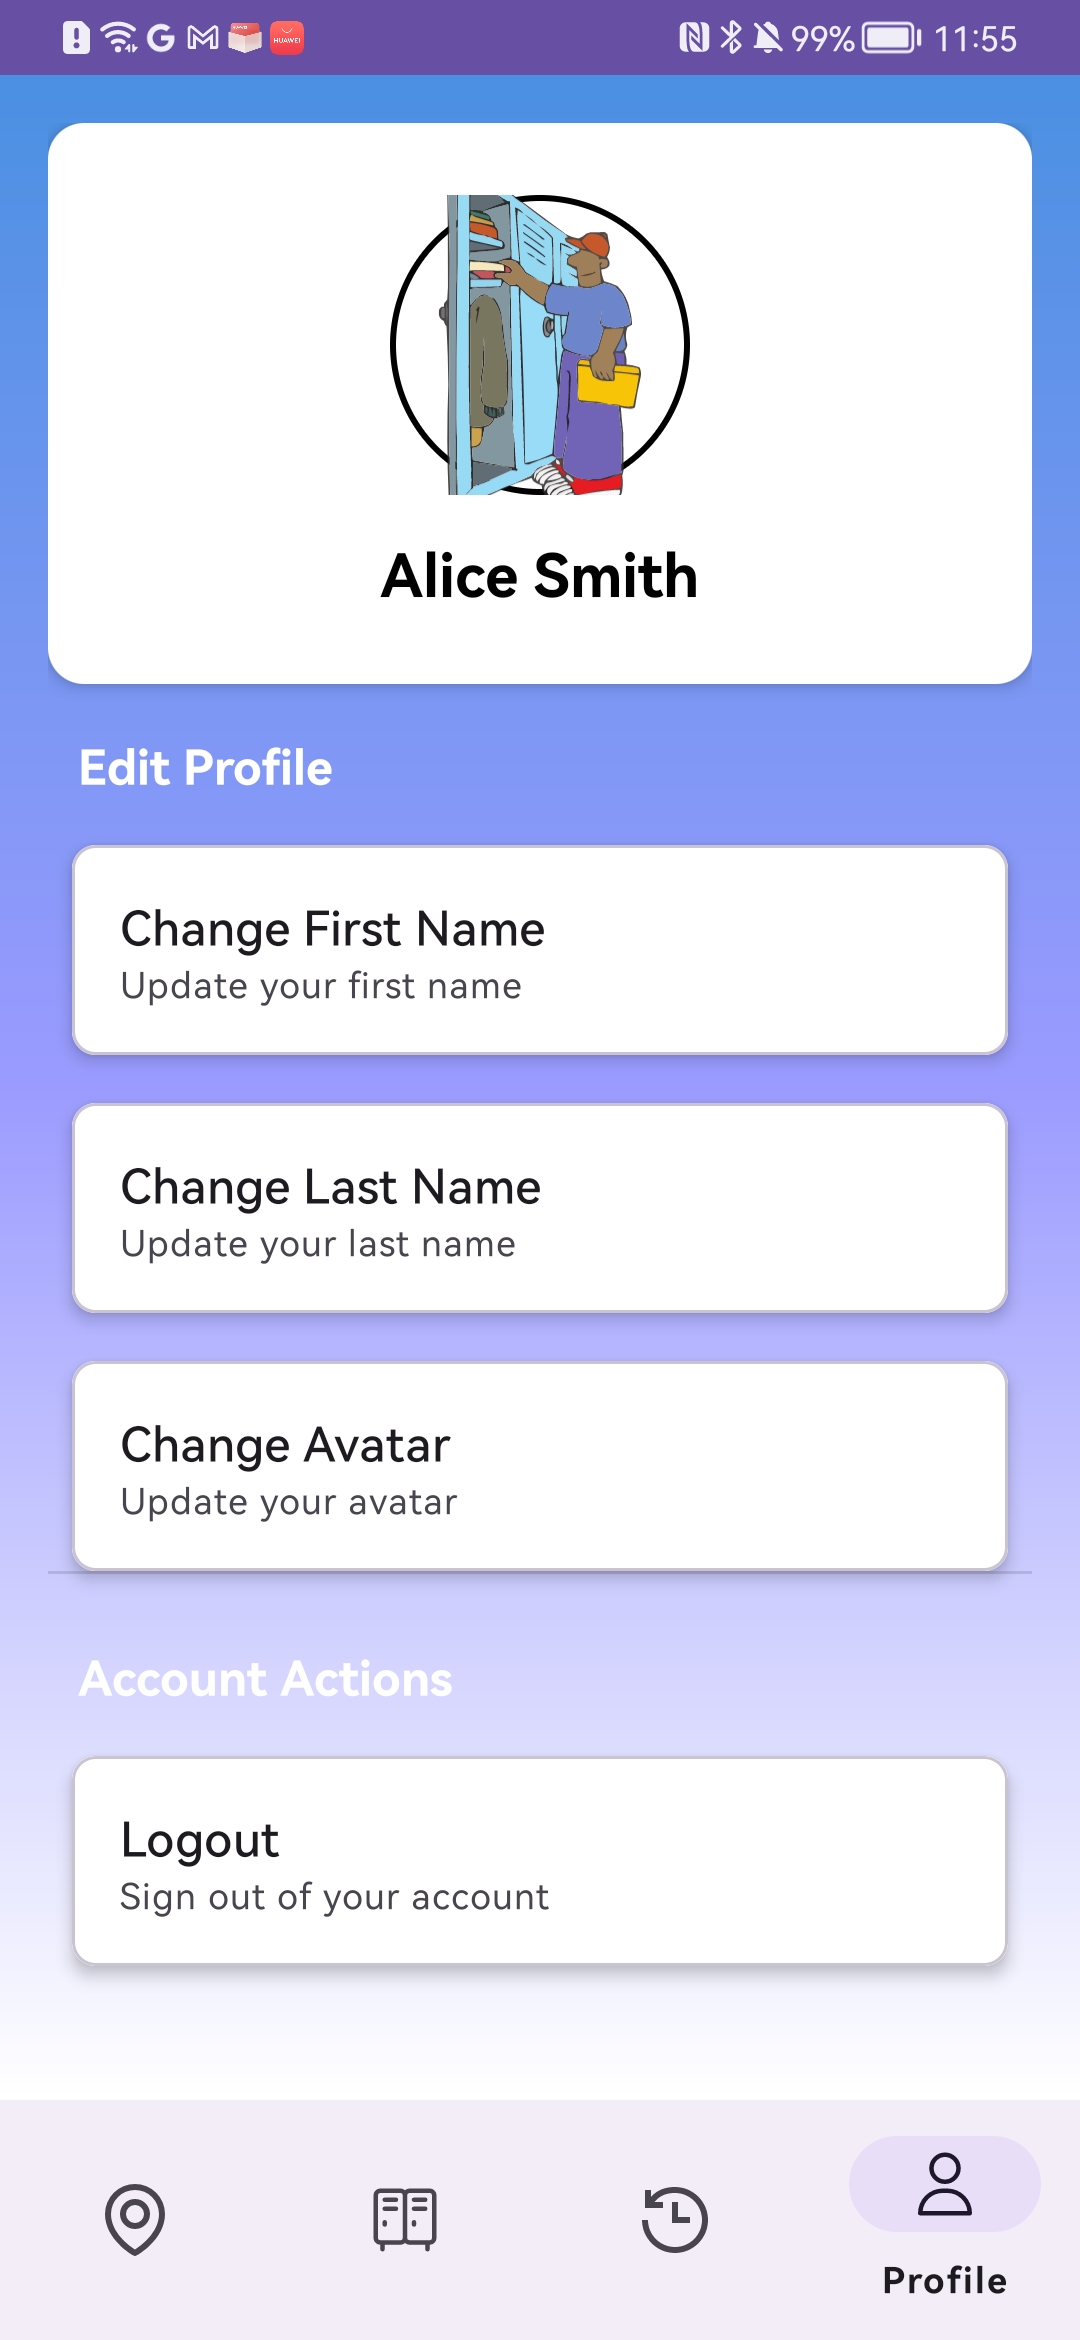 99% 11:55
HUAWEI
Alice Smith
Edit Profile
Change First Name
Update your first name
Change Last Name
Update your last name
Change Avatar
Update your avatar
Account Actions
Logout
Sign out of your account
Profile